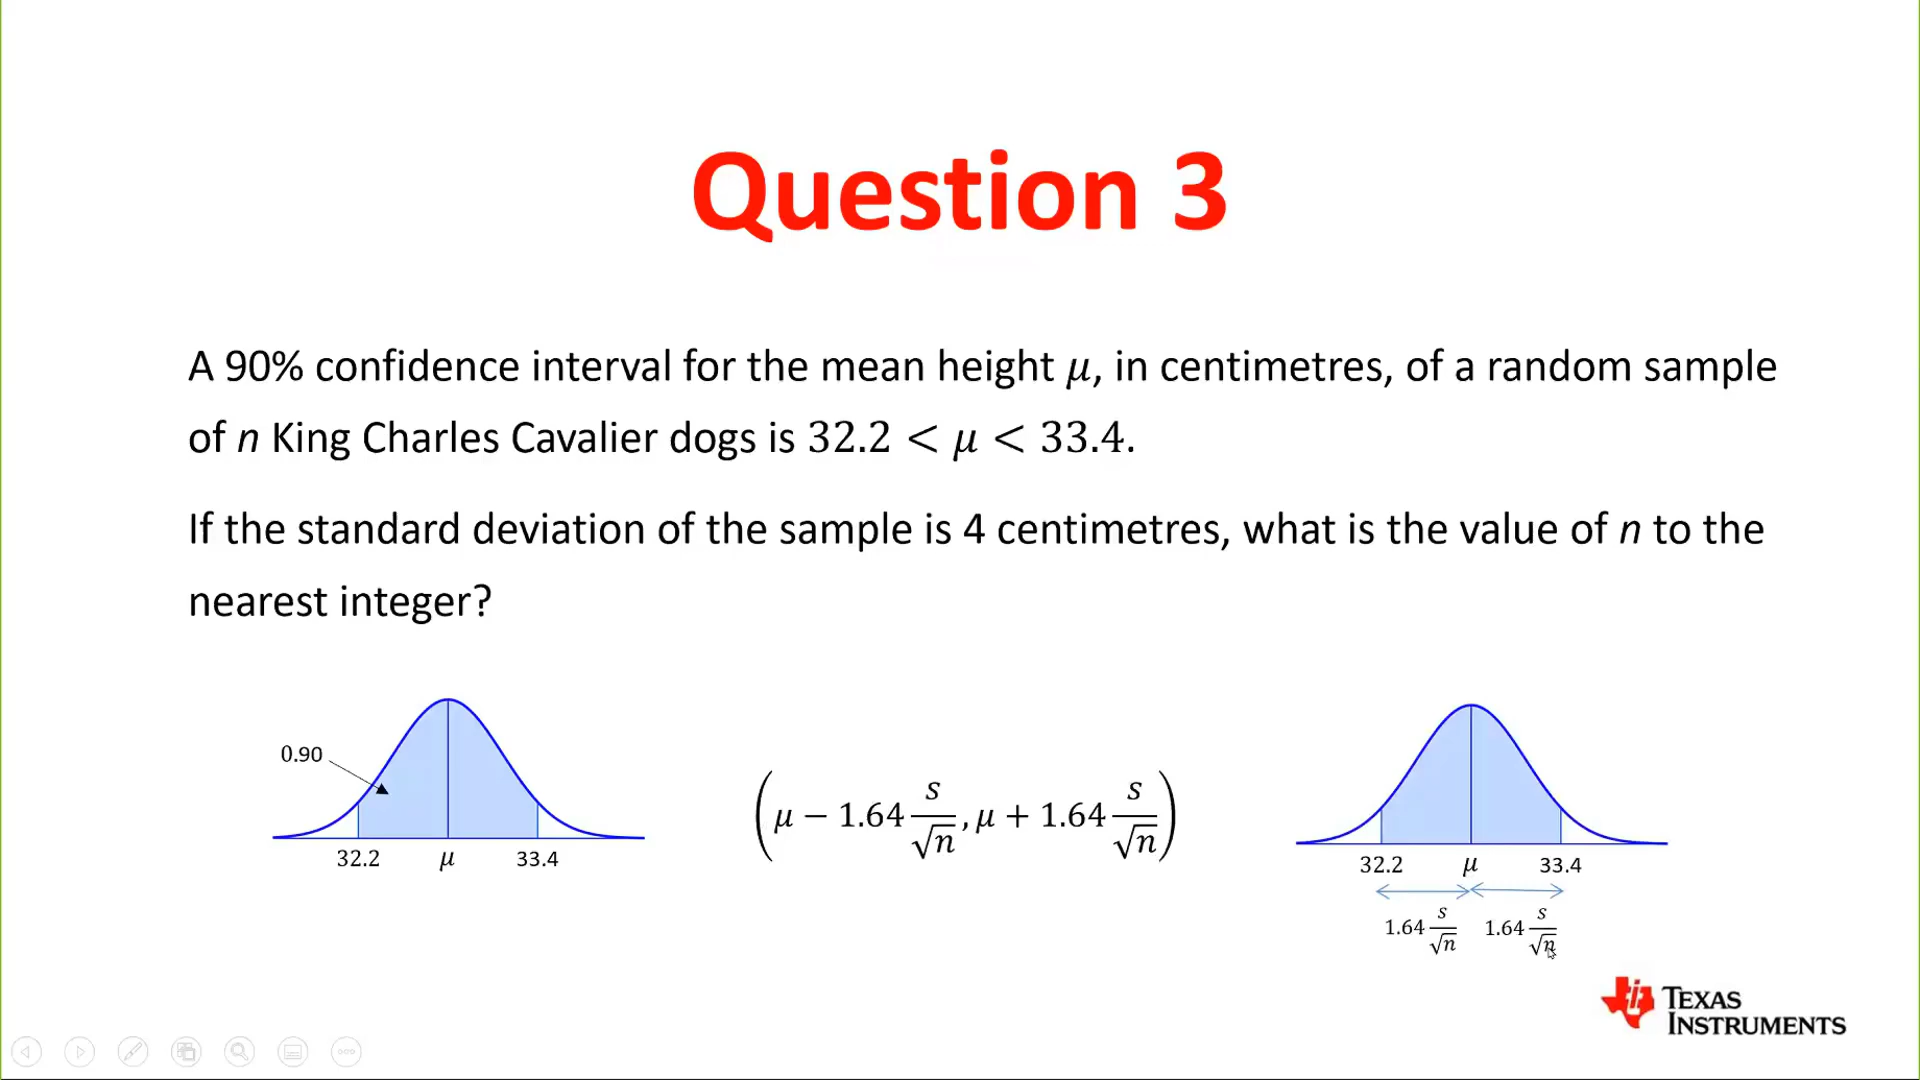 Question 3
A 90% confidence interval for the mean height μ, in centimetres, of a random sample
of n King Charles Cavalier dogs is 32.2 < μ < 33.4.
If the standard deviation of the sample is 4 centimetres, what is the value of n to the
nearest integer?
0.90
32.2 μ 33.4
(μ − 1.64 s/√n, μ + 1.64 s/√n)
32.2 μ 33.4
1.64 s/√n 1.64 s/√n
TEXAS
INSTRUMENTS